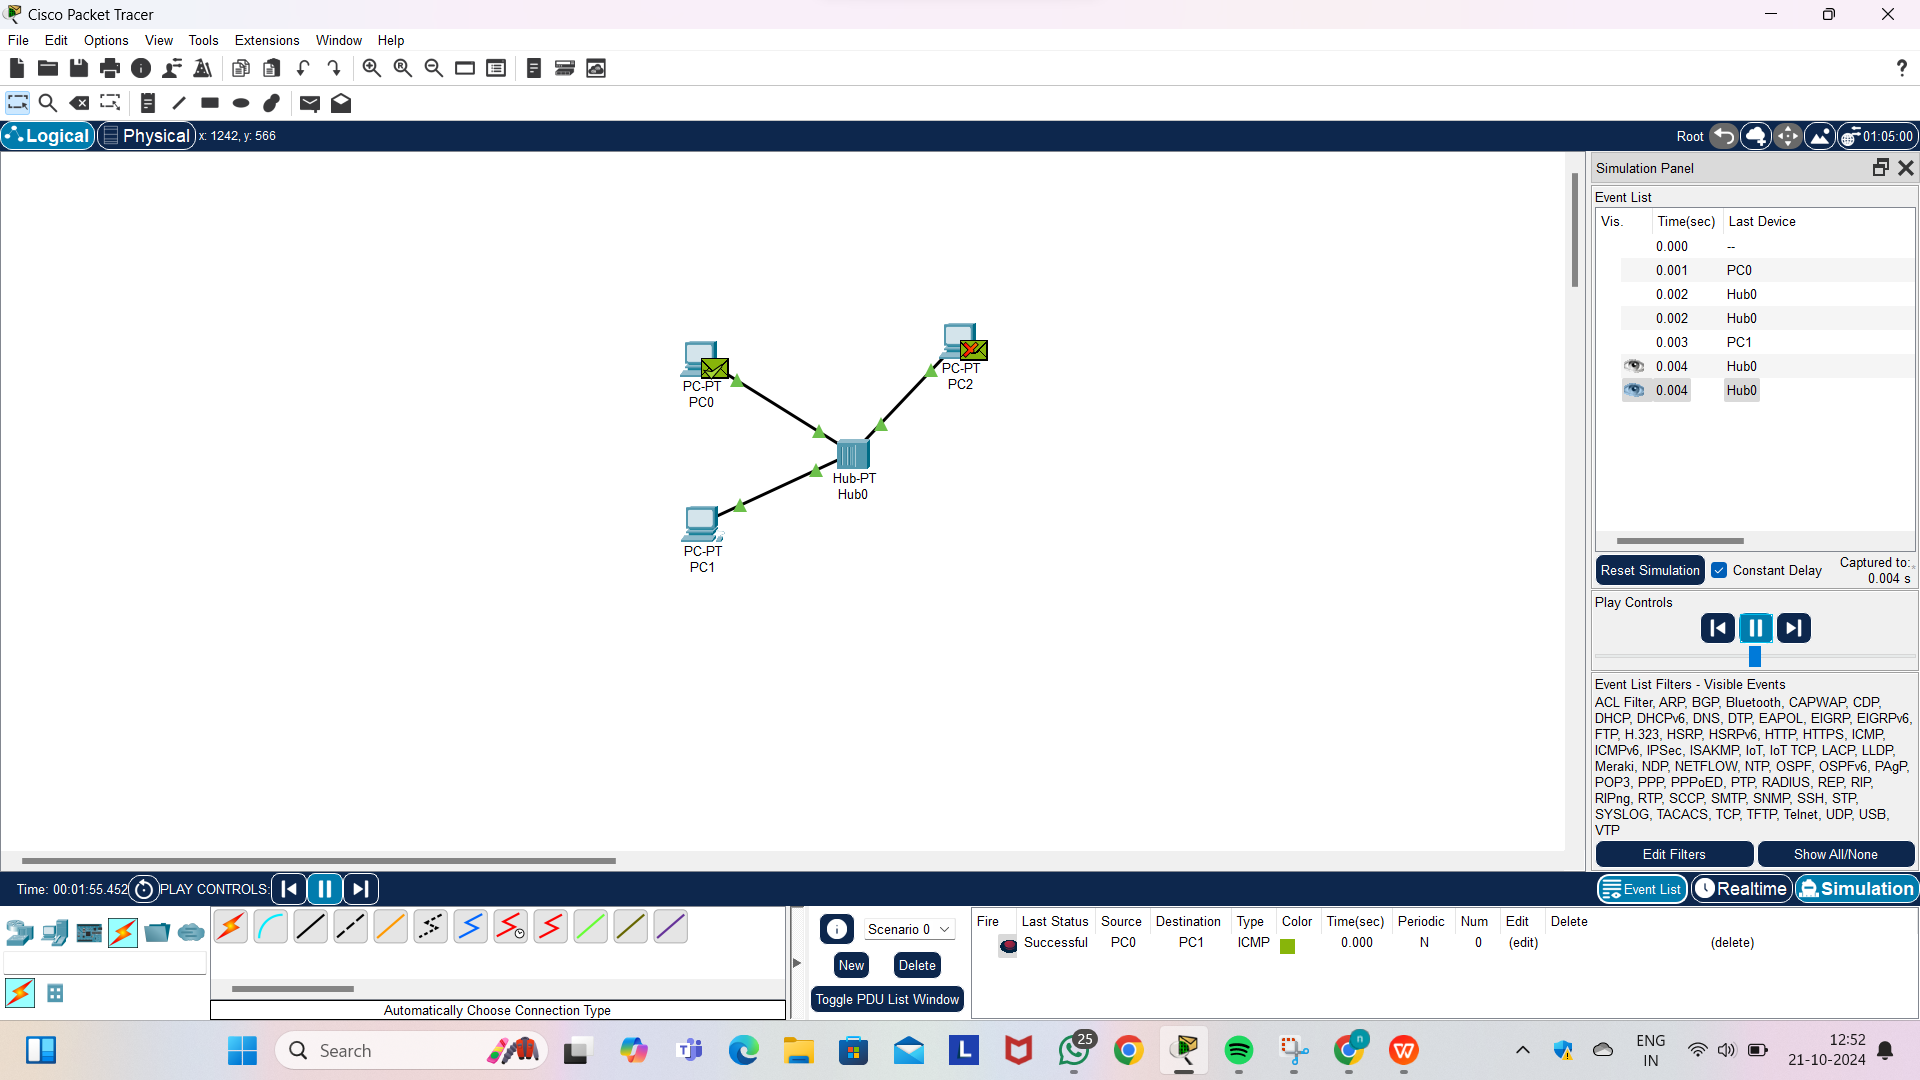 Cisco Packet Tracer
File Edit Options View Tools Extensions Window Help
?
Logical Physical x: 1242, y: 566 Root 01:05:00
Simulation Panel
Event List
Vis. Time(sec) Last Device
0.000 --
0.001 PC0
0.002 Hub0
0.002 Hub0
0.003 PC1
0.004 Hub0
0.004 Hub0
PC-PT
PC0
PC-PT
PC2
Hub-PT
Hub0
PC-PT
PC1
Reset Simulation Constant Delay Captured to:
0.004 s
Play Controls
Event List Filters - Visible Events
ACL Filter, ARP, BGP, Bluetooth, CAPWAP, CDP,
DHCP, DHCPv6, DNS, DTP, EAPOL, EIGRP, EIGRPv6,
FTP, H.323, HSRP, HSRPv6, HTTP, HTTPS, ICMP,
ICMPv6, IPSec, ISAKMP, IoT, IoT TCP, LACP, LLDP,
Meraki, NDP, NETFLOW, NTP, OSPF, OSPFv6, PAgP,
POP3, PPP, PPPoED, PTP, RADIUS, REP, RIP,
RIPng, RTP, SCCP, SMTP, SNMP, SSH, STP,
SYSLOG, TACACS, TCP, TFTP, Telnet, UDP, USB,
VTP
Edit Filters Show All/None
Time: 00:01:55.452 PLAY CONTROLS: Event List Realtime Simulation
Scenario 0
New Delete
Toggle PDU List Window
Fire Last Status Source Destination Type Color Time(sec) Periodic Num Edit Delete
Successful PC0 PC1 ICMP 0.000 N 0 (edit) (delete)
Automatically Choose Connection Type
Search 25 n ENG
IN
12:52
21-10-2024